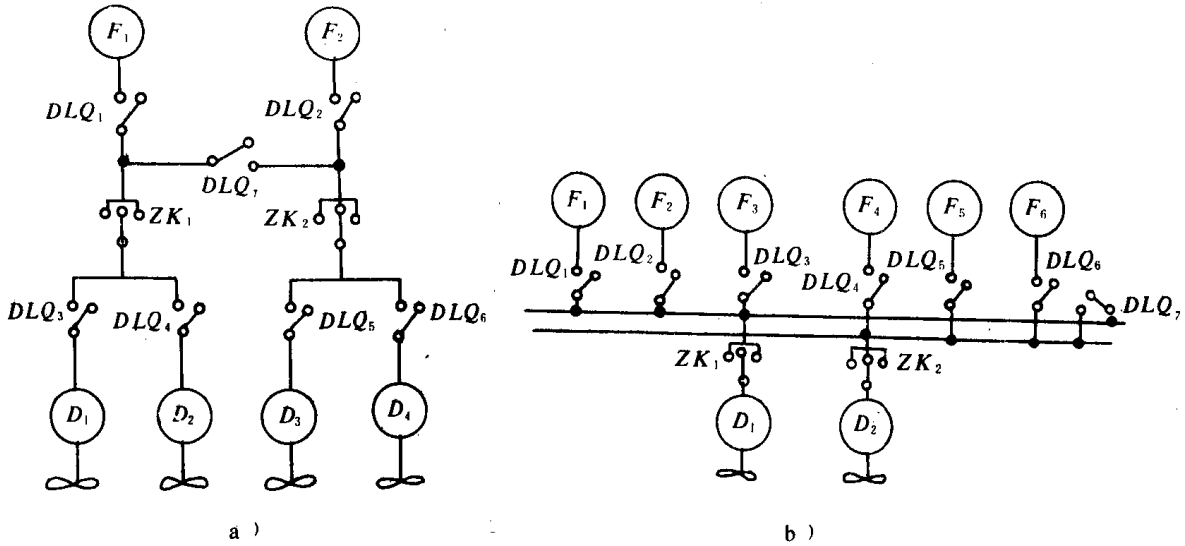 F₁ F₂
DLQ₁ DLQ₂
DLQ₇
ZK₁ ZK₂
DLQ₃ DLQ₄ DLQ₅ DLQ₆
D₁ D₂ D₃ D₄
a )
F₁ F₂ F₃ F₄ F₅ F₆
DLQ₁ DLQ₂ DLQ₃ DLQ₄ DLQ₅ DLQ₆
DLQ₇
ZK₁ ZK₂
D₁ D₂
b )